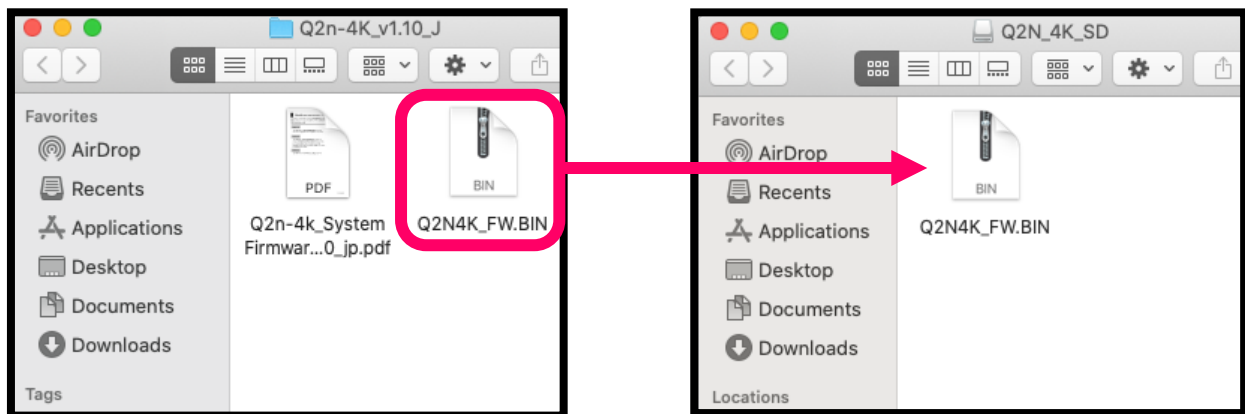 Q2n-4K_v1.10_J
Favorites
AirDrop
Recents
Applications
Desktop
Documents
Downloads
Tags
PDF
Q2n-4k_System
Firmwar...0_jp.pdf
BIN
Q2N4K_FW.BIN
Q2N_4K_SD
Favorites
AirDrop
Recents
Applications
Desktop
Documents
Downloads
Locations
BIN
Q2N4K_FW.BIN